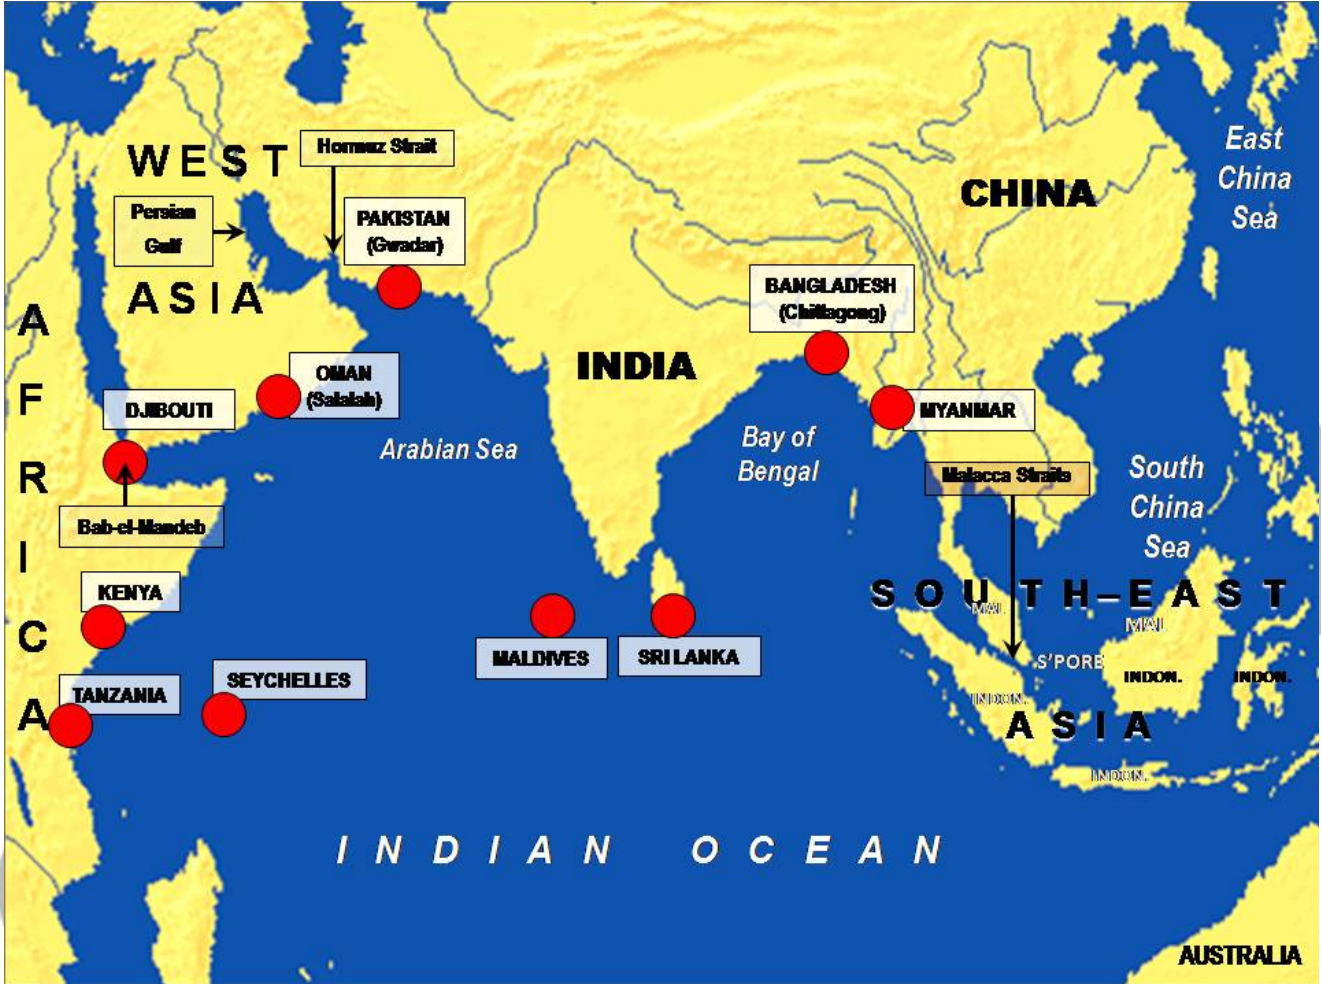 East
China
Sea
WEST
Hormuz Strait
CHINA
Persian
Gulf
PAKISTAN
(Gwadar)
ASIA
BANGLADESH
(Chittagong)
AFRICA
INDIA
OMAN
(Salalah)
DJIBOUTI
MYANMAR
Arabian Sea
Bay of
Bengal
Malacca Straits
South
China
Sea
Bab-el-Mandeb
KENYA
SOUTH-EAST
MAL.
MAL.
MALDIVES
SRI LANKA
S'PORE
SEYCHELLES
INDON.
INDON.
TANZANIA
INDON.
ASIA
INDON.
INDIAN OCEAN
AUSTRALIA